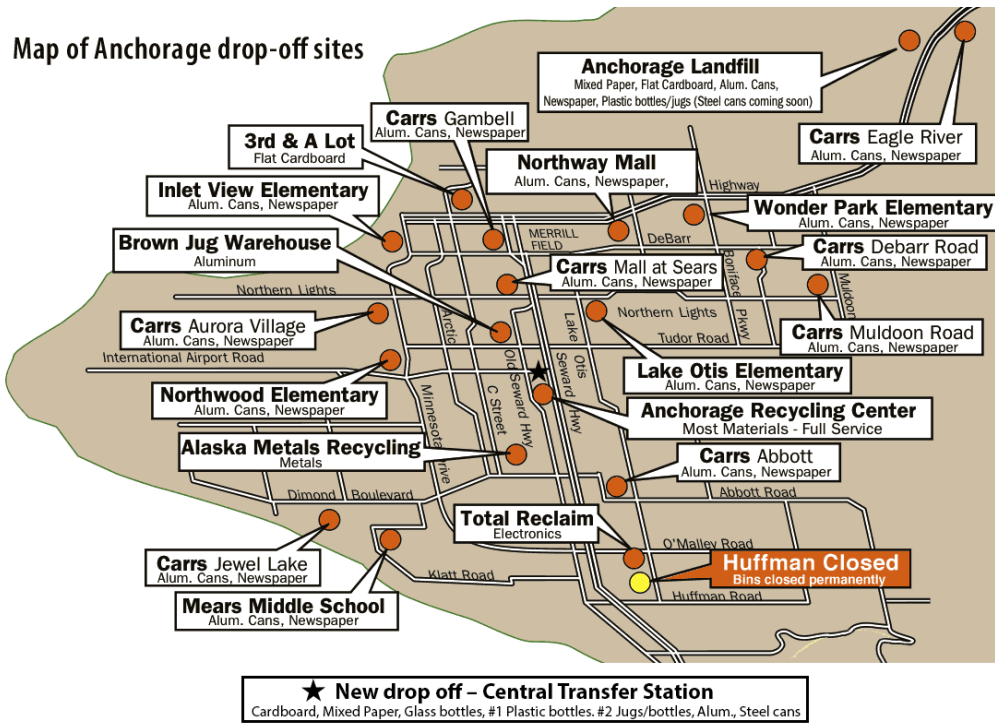 Map of Anchorage drop-off sites
Anchorage Landfill
Mixed Paper, Flat Cardboard, Alum. Cans,
Newspaper, Plastic bottles/jugs (Steel cans coming soon)
Carrs Eagle River
Alum. Cans, Newspaper
Carrs Gambell
Alum. Cans, Newspaper
3rd & A Lot
Flat Cardboard
Northway Mall
Alum. Cans, Newspaper,
Highway
Inlet View Elementary
Alum. Cans, Newspaper
Wonder Park Elementary
Alum. Cans, Newspaper
MERRILL
FIELD
DeBarr
Brown Jug Warehouse
Aluminum
Carrs Debarr Road
Alum. Cans, Newspaper
Carrs Mall at Sears
Alum. Cans, Newspaper
Boniface
Pkwy
Muldoon
Northern Lights
Northern Lights
Carrs Aurora Village
Alum. Cans, Newspaper
Arctic
Lake
Otis
Tudor Road
Carrs Muldoon Road
Alum. Cans, Newspaper
International Airport Road
Old Seward Hwy
Seward Hwy
Lake Otis Elementary
Alum. Cans, Newspaper
Northwood Elementary
Alum. Cans, Newspaper
Minnesota Drive
C Street
Anchorage Recycling Center
Most Materials - Full Service
Alaska Metals Recycling
Metals
Carrs Abbott
Alum. Cans, Newspaper
Dimond Boulevard
Abbott Road
Total Reclaim
Electronics
O'Malley Road
Carrs Jewel Lake
Alum. Cans, Newspaper
Klatt Road
Huffman Closed
Bins closed permanently
Huffman Road
Mears Middle School
Alum. Cans, Newspaper
★ New drop off – Central Transfer Station
Cardboard, Mixed Paper, Glass bottles, #1 Plastic bottles. #2 Jugs/bottles, Alum., Steel cans